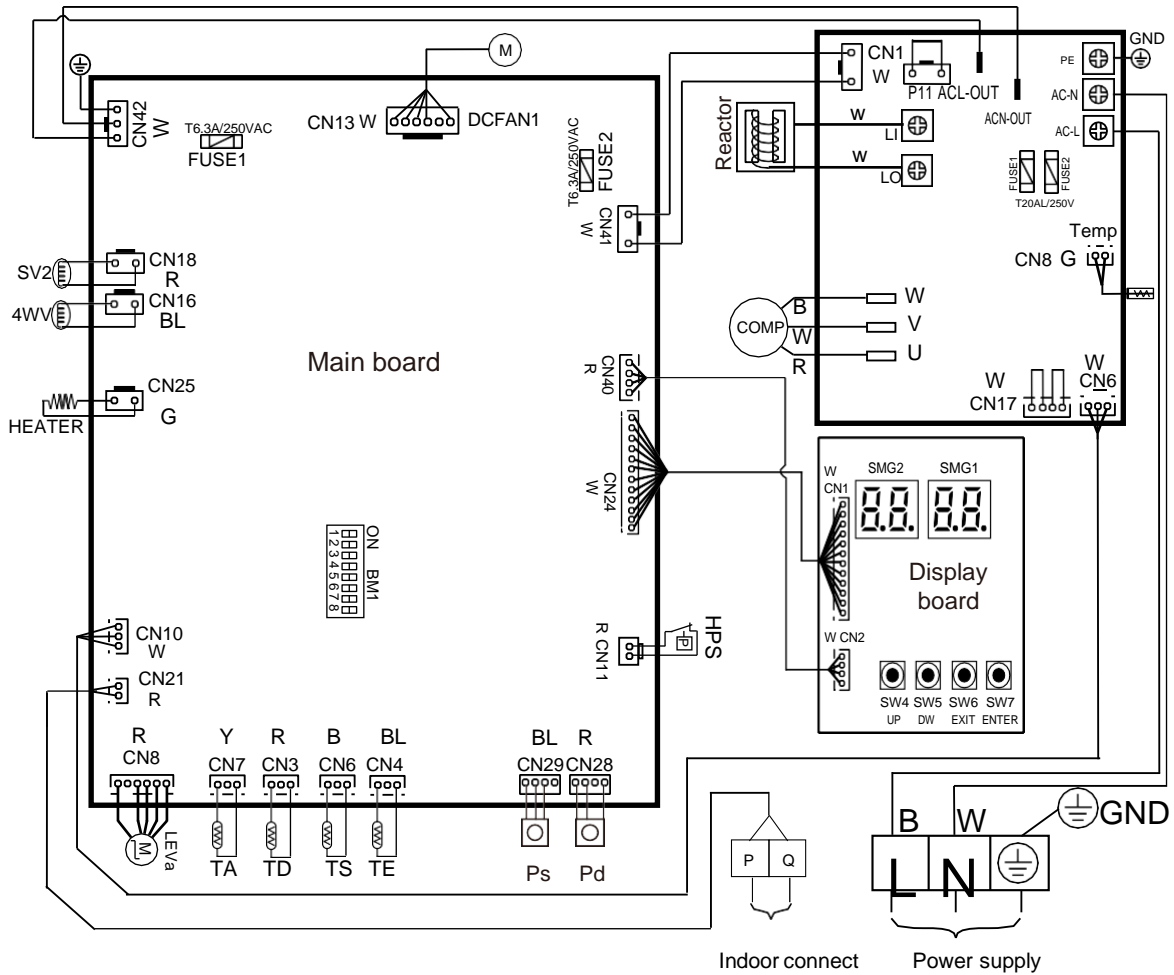 GND
PE
AC-N
AC-L
CN1
W
P11 ACL-OUT
ACN-OUT
M
CN42
W
T6.3A/250VAC
FUSE1
CN13 W
DCFAN1
T6.3A/250VAC
FUSE2
CN41
W
Reactor
W
LI
W
LO
FUSE1
FUSE2
T20AL/250V
Temp
CN8 G
SV2
CN18
R
4WV
CN16
BL
CN25
G
HEATER
Main board
COMP
B
W
R
W
V
U
CN40
R
CN24
W
W
CN17
W
CN6
W
CN1
SMG2
SMG1
8.8.
8.8.
Display
board
W CN2
SW4
SW5
SW6
SW7
UP
DW
EXIT
ENTER
ON
1 2 3 4 5 6 7 8
BM1
R CN11
P
HPS
CN10
W
CN21
R
R
CN8
Y
CN7
R
CN3
B
CN6
BL
CN4
BL
CN29
R
CN28
M
LEVa
TA
TD
TS
TE
Ps
Pd
P
Q
B
W
GND
L
N
Indoor connect
Power supply